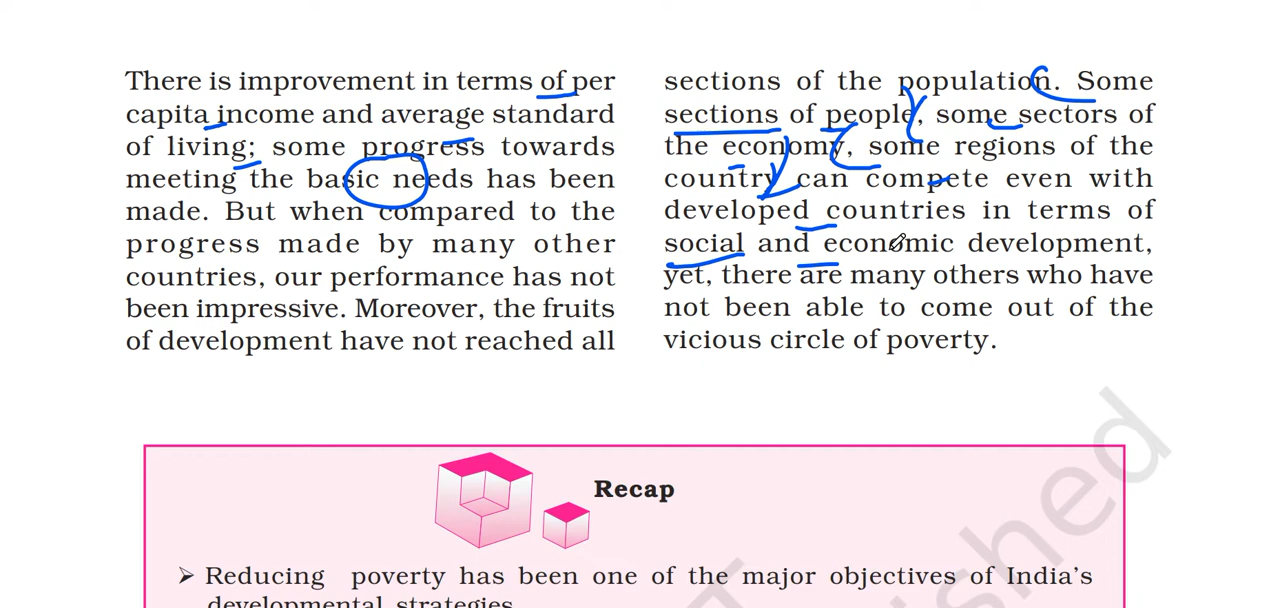 There is improvement in terms of per
capita income and average standard
of living; some progress towards
meeting the basic needs has been
made. But when compared to the
progress made by many other
countries, our performance has not
been impressive. Moreover, the fruits
of development have not reached all
sections of the population. Some
sections of people, some sectors of
the economy, some regions of the
country can compete even with
developed countries in terms of
social and economic development,
yet, there are many others who have
not been able to come out of the
vicious circle of poverty.
Recap
➢ Reducing poverty has been one of the major objectives of India's
developmental strategies.